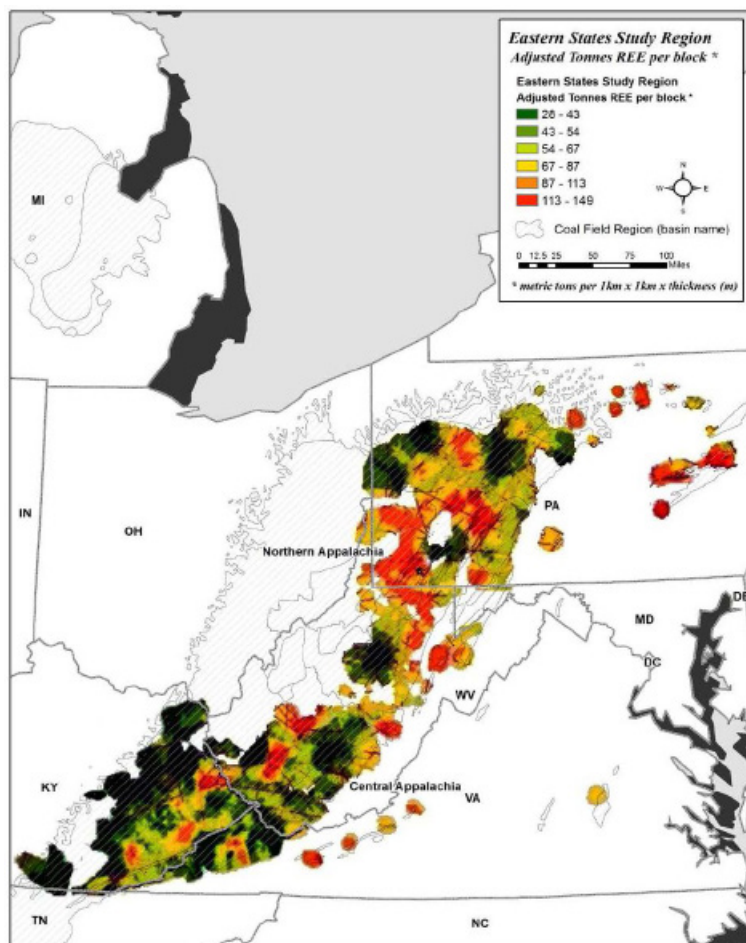 Eastern States Study Region
Adjusted Tonnes REE per block *
Eastern States Study Region
Adjusted Tonnes REE per block *
28 - 43
43 - 54
54 - 67
67 - 87
87 - 113
113 - 149
N
W E
S
Coal Field Region (basin name)
0 12.5 25 50 75 100
Miles
* metric tons per 1km x 1km x thickness (m)
MI
IN
OH
PA
Northern Appalachia
MD
DE
DC
WV
KY
Central Appalachia
VA
TN
NC